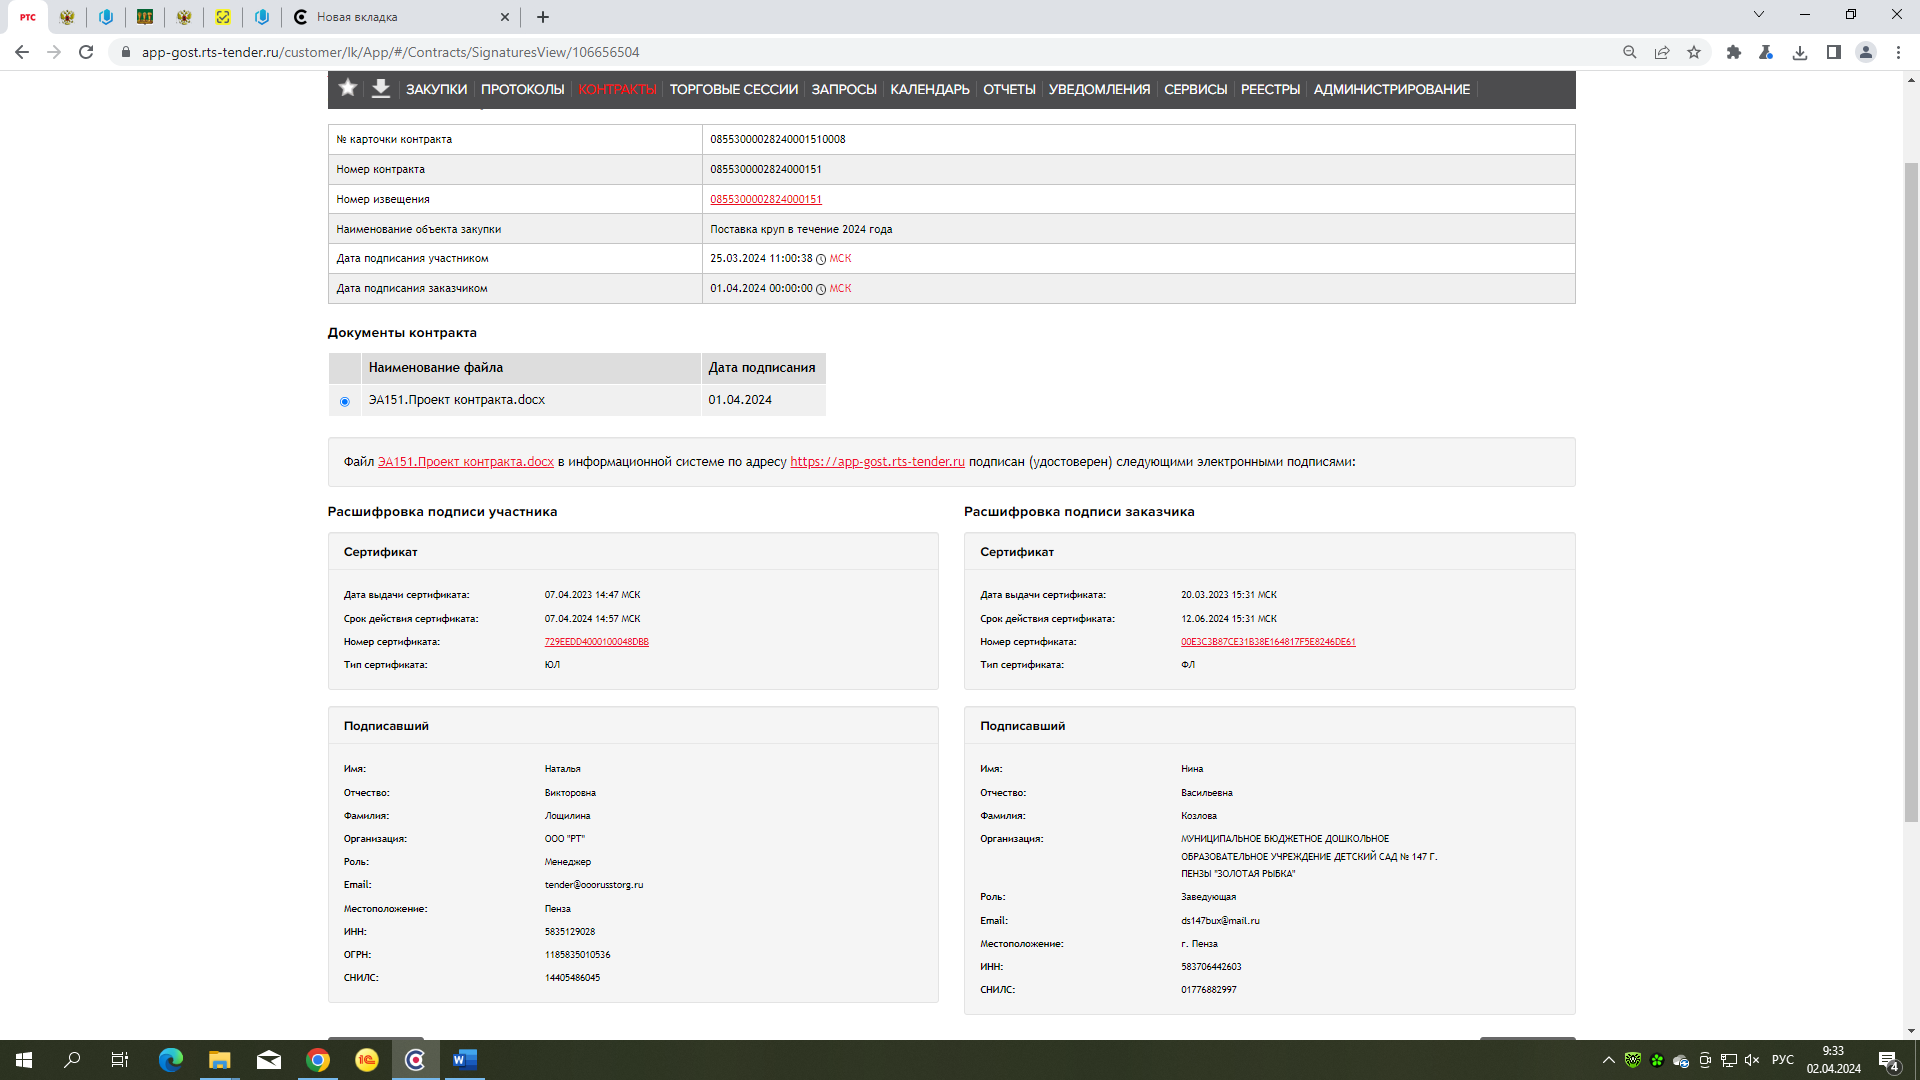 РТС
Новая вкладка
app-gost.rts-tender.ru/customer/lk/App/#/Contracts/SignaturesView/106656504
ЗАКУПКИ ПРОТОКОЛЫ КОНТРАКТЫ ТОРГОВЫЕ СЕССИИ ЗАПРОСЫ КАЛЕНДАРЬ ОТЧЕТЫ УВЕДОМЛЕНИЯ СЕРВИСЫ РЕЕСТРЫ АДМИНИСТРИРОВАНИЕ
№ карточки контракта 08553000028240001510008
Номер контракта 0855300002824000151
Номер извещения 0855300002824000151
Наименование объекта закупки Поставка круп в течение 2024 года
Дата подписания участником 25.03.2024 11:00:38 МСК
Дата подписания заказчиком 01.04.2024 00:00:00 МСК
Документы контракта
Наименование файла Дата подписания
ЭА151.Проект контракта.docx 01.04.2024
Файл ЭА151.Проект контракта.docx в информационной системе по адресу https://app-gost.rts-tender.ru подписан (удостоверен) следующими электронными подписями:
Расшифровка подписи участника
Сертификат
Дата выдачи сертификата: 07.04.2023 14:47 МСК
Срок действия сертификата: 07.04.2024 14:57 МСК
Номер сертификата: 729EEDD4000100048DBB
Тип сертификата: ЮЛ
Подписавший
Имя: Наталья
Отчество: Викторовна
Фамилия: Лощилина
Организация: ООО "РТ"
Роль: Менеджер
Email: tender@ooorusstorg.ru
Местоположение: Пенза
ИНН: 5835129028
ОГРН: 1185835010536
СНИЛС: 14405486045
Расшифровка подписи заказчика
Сертификат
Дата выдачи сертификата: 20.03.2023 15:31 МСК
Срок действия сертификата: 12.06.2024 15:31 МСК
Номер сертификата: 00E3C3B87CE31B38E164817F5E8246DE61
Тип сертификата: ФЛ
Подписавший
Имя: Нина
Отчество: Васильевна
Фамилия: Козлова
Организация: МУНИЦИПАЛЬНОЕ БЮДЖЕТНОЕ ДОШКОЛЬНОЕ
ОБРАЗОВАТЕЛЬНОЕ УЧРЕЖДЕНИЕ ДЕТСКИЙ САД № 147 Г.
ПЕНЗЫ "ЗОЛОТАЯ РЫБКА"
Роль: Заведующая
Email: ds147bux@mail.ru
Местоположение: г. Пенза
ИНН: 583706442603
СНИЛС: 01776882997
РУС
9:33
02.04.2024
4